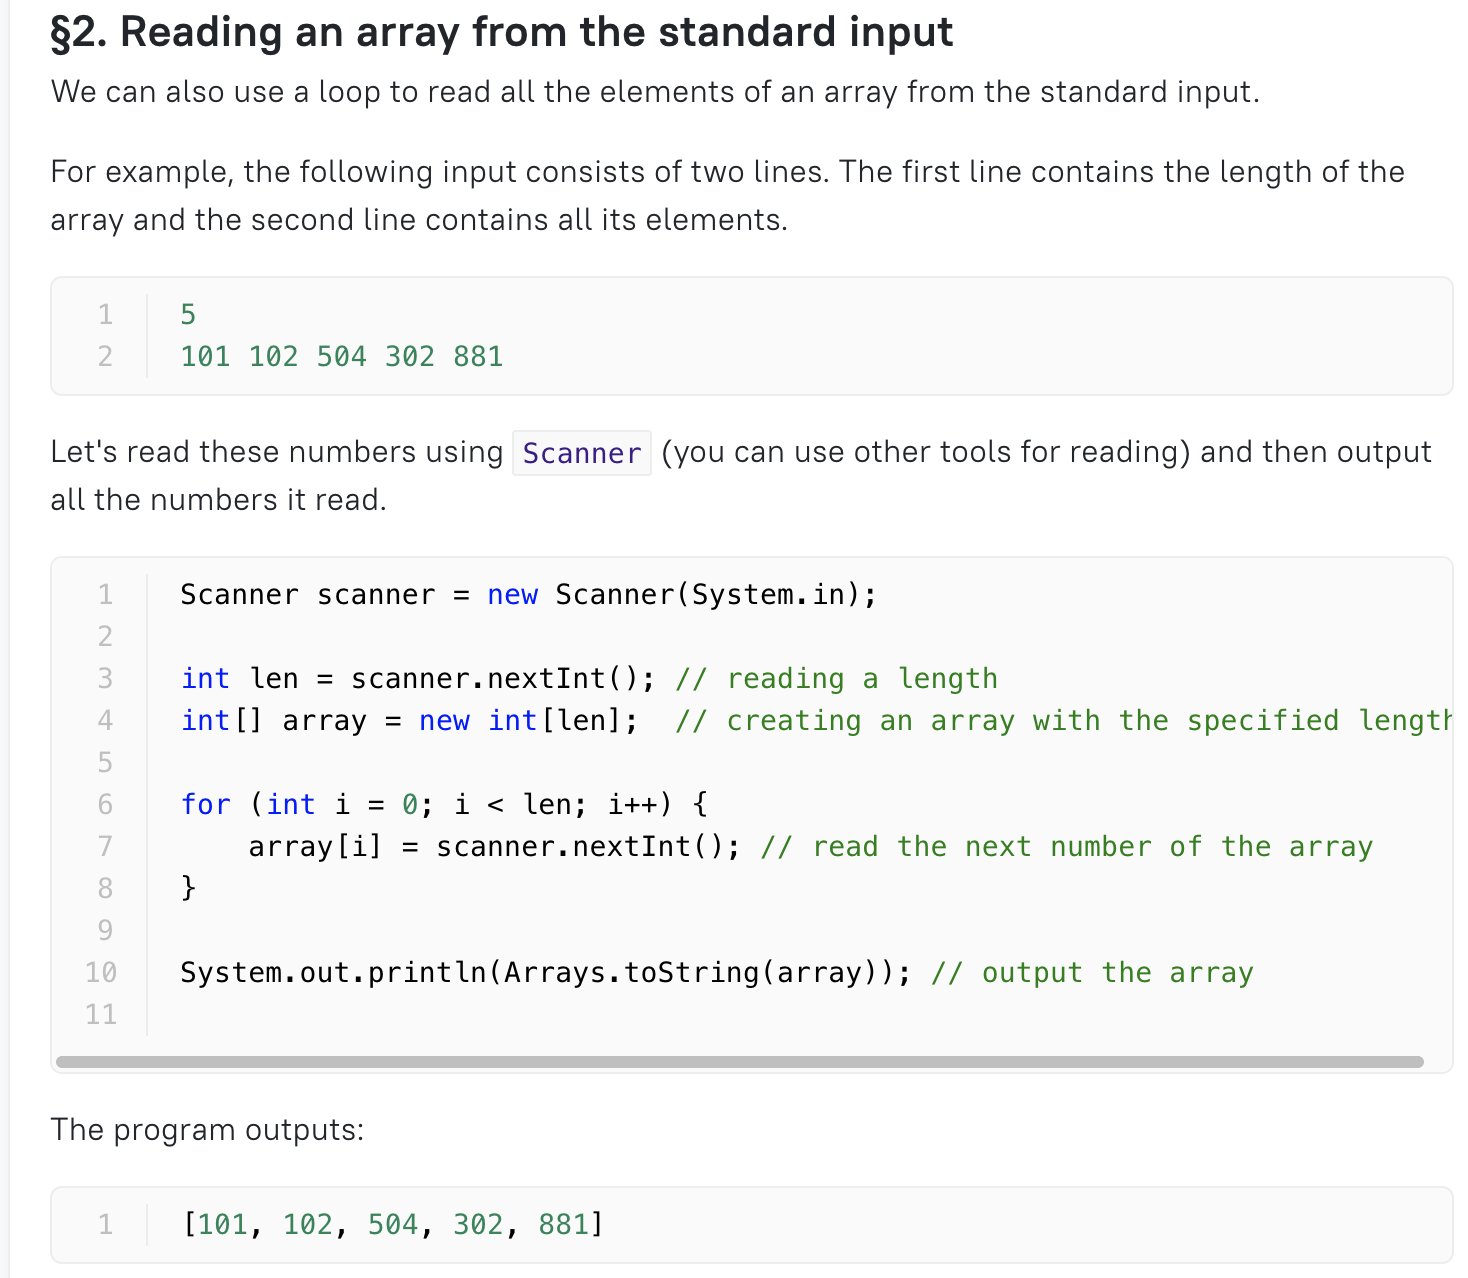 §2. Reading an array from the standard input
We can also use a loop to read all the elements of an array from the standard input.
For example, the following input consists of two lines. The first line contains the length of the
array and the second line contains all its elements.
1 5
2 101 102 504 302 881
Let's read these numbers using Scanner (you can use other tools for reading) and then output
all the numbers it read.
1 Scanner scanner = new Scanner(System.in);
2
3 int len = scanner.nextInt(); // reading a length
4 int[] array = new int[len];  // creating an array with the specified length
5
6 for (int i = 0; i < len; i++) {
7     array[i] = scanner.nextInt(); // read the next number of the array
8 }
9
10 System.out.println(Arrays.toString(array)); // output the array
11
The program outputs:
1 [101, 102, 504, 302, 881]